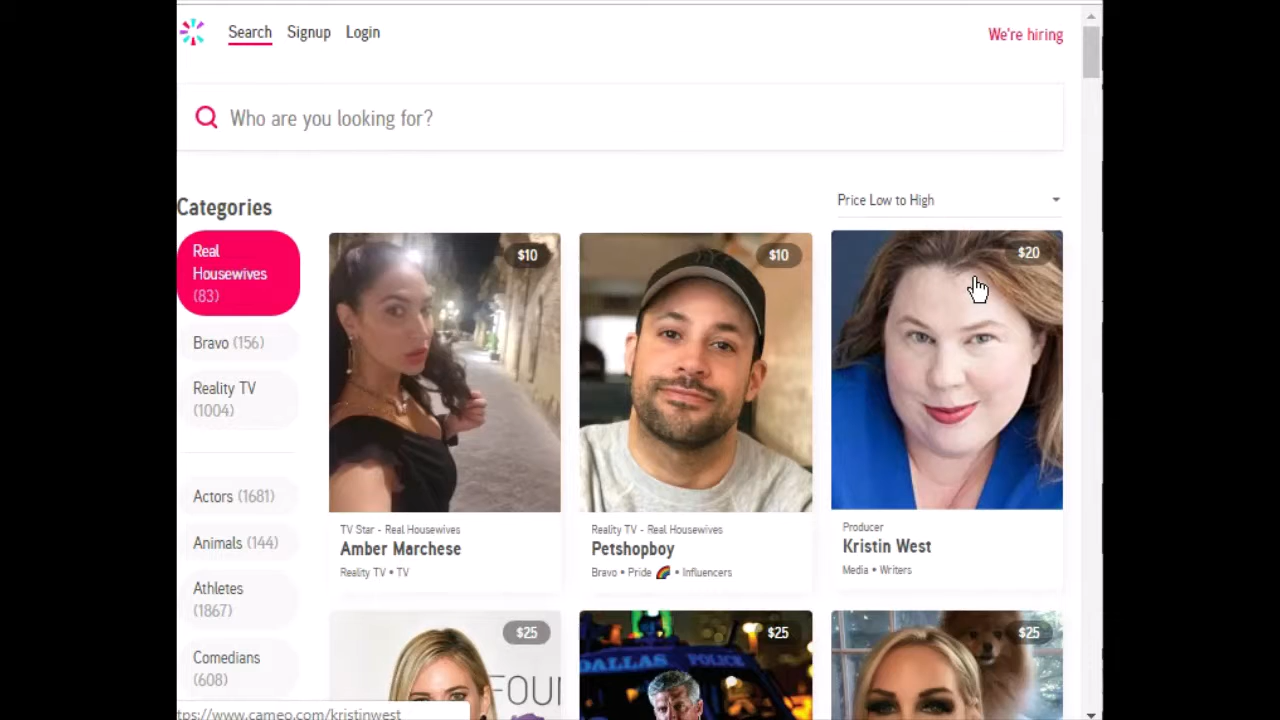 Search Signup Login
We're hiring
Who are you looking for?
Categories
Price Low to High
Real
Housewives
(83)
Bravo (156)
Reality TV
(1004)
Actors (1681)
Animals (144)
Athletes
(1867)
Comedians
(608)
$10
TV Star - Real Housewives
Amber Marchese
Reality TV • TV
$10
Reality TV - Real Housewives
Petshopboy
Bravo • Pride 🌈 • Influencers
$20
Producer
Kristin West
Media • Writers
$25
FOUN
$25
DALLAS POLICE
$25
tps://www.cameo.com/kristinwest